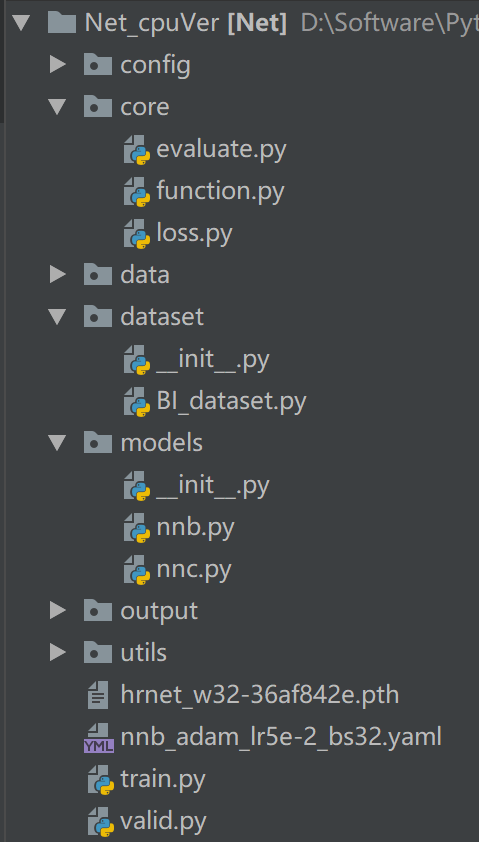 Net_cpuVer [Net] D:\Software\Pyt
config
core
evaluate.py
function.py
loss.py
data
dataset
__init__.py
BI_dataset.py
models
__init__.py
nnb.py
nnc.py
output
utils
hrnet_w32-36af842e.pth
YML nnb_adam_lr5e-2_bs32.yaml
train.py
valid.py